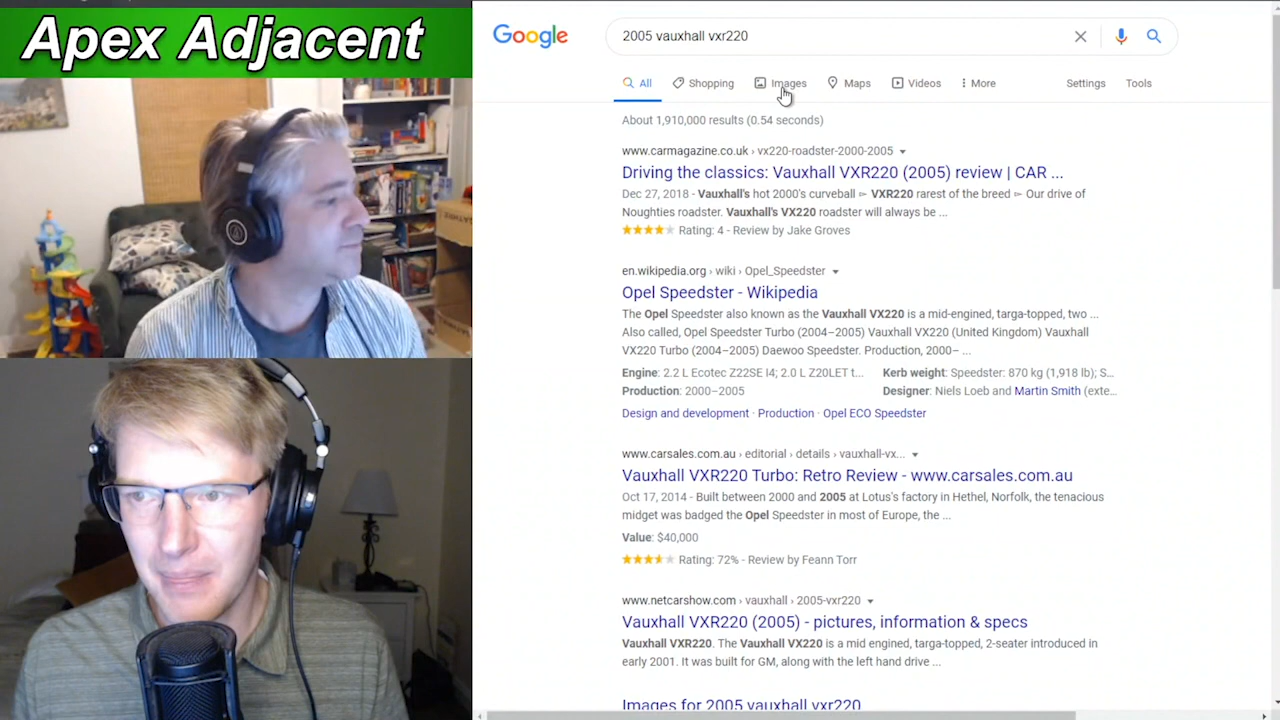 Apex Adjacent
Google
2005 vauxhall vxr220
All Shopping Images Maps Videos More Settings Tools
About 1,910,000 results (0.54 seconds)
www.carmagazine.co.uk › vx220-roadster-2000-2005
Driving the classics: Vauxhall VXR220 (2005) review | CAR ...
Dec 27, 2018 - Vauxhall's hot 2000's curveball ▻ VXR220 rarest of the breed ▻ Our drive of
Noughties roadster. Vauxhall's VX220 roadster will always be ...
Rating: 4 - Review by Jake Groves
en.wikipedia.org › wiki › Opel_Speedster
Opel Speedster - Wikipedia
The Opel Speedster also known as the Vauxhall VX220 is a mid-engined, targa-topped, two ...
Also called, Opel Speedster Turbo (2004–2005) Vauxhall VX220 (United Kingdom) Vauxhall
VX220 Turbo (2004–2005) Daewoo Speedster. Production, 2000– ...
Engine: 2.2 L Ecotec Z22SE I4; 2.0 L Z20LET t... Kerb weight: Speedster: 870 kg (1,918 lb); S...
Production: 2000–2005 Designer: Niels Loeb and Martin Smith (exte...
Design and development · Production · Opel ECO Speedster
www.carsales.com.au › editorial › details › vauxhall-vx...
Vauxhall VXR220 Turbo: Retro Review - www.carsales.com.au
Oct 17, 2014 - Built between 2000 and 2005 at Lotus's factory in Hethel, Norfolk, the tenacious
midget was badged the Opel Speedster in most of Europe, the ...
Value: $40,000
Rating: 72% - Review by Feann Torr
www.netcarshow.com › vauxhall › 2005-vxr220
Vauxhall VXR220 (2005) - pictures, information & specs
Vauxhall VXR220. The Vauxhall VX220 is a mid engined, targa-topped, 2-seater introduced in
early 2001. It was built for GM, along with the left hand drive ...
Images for 2005 vauxhall vxr220